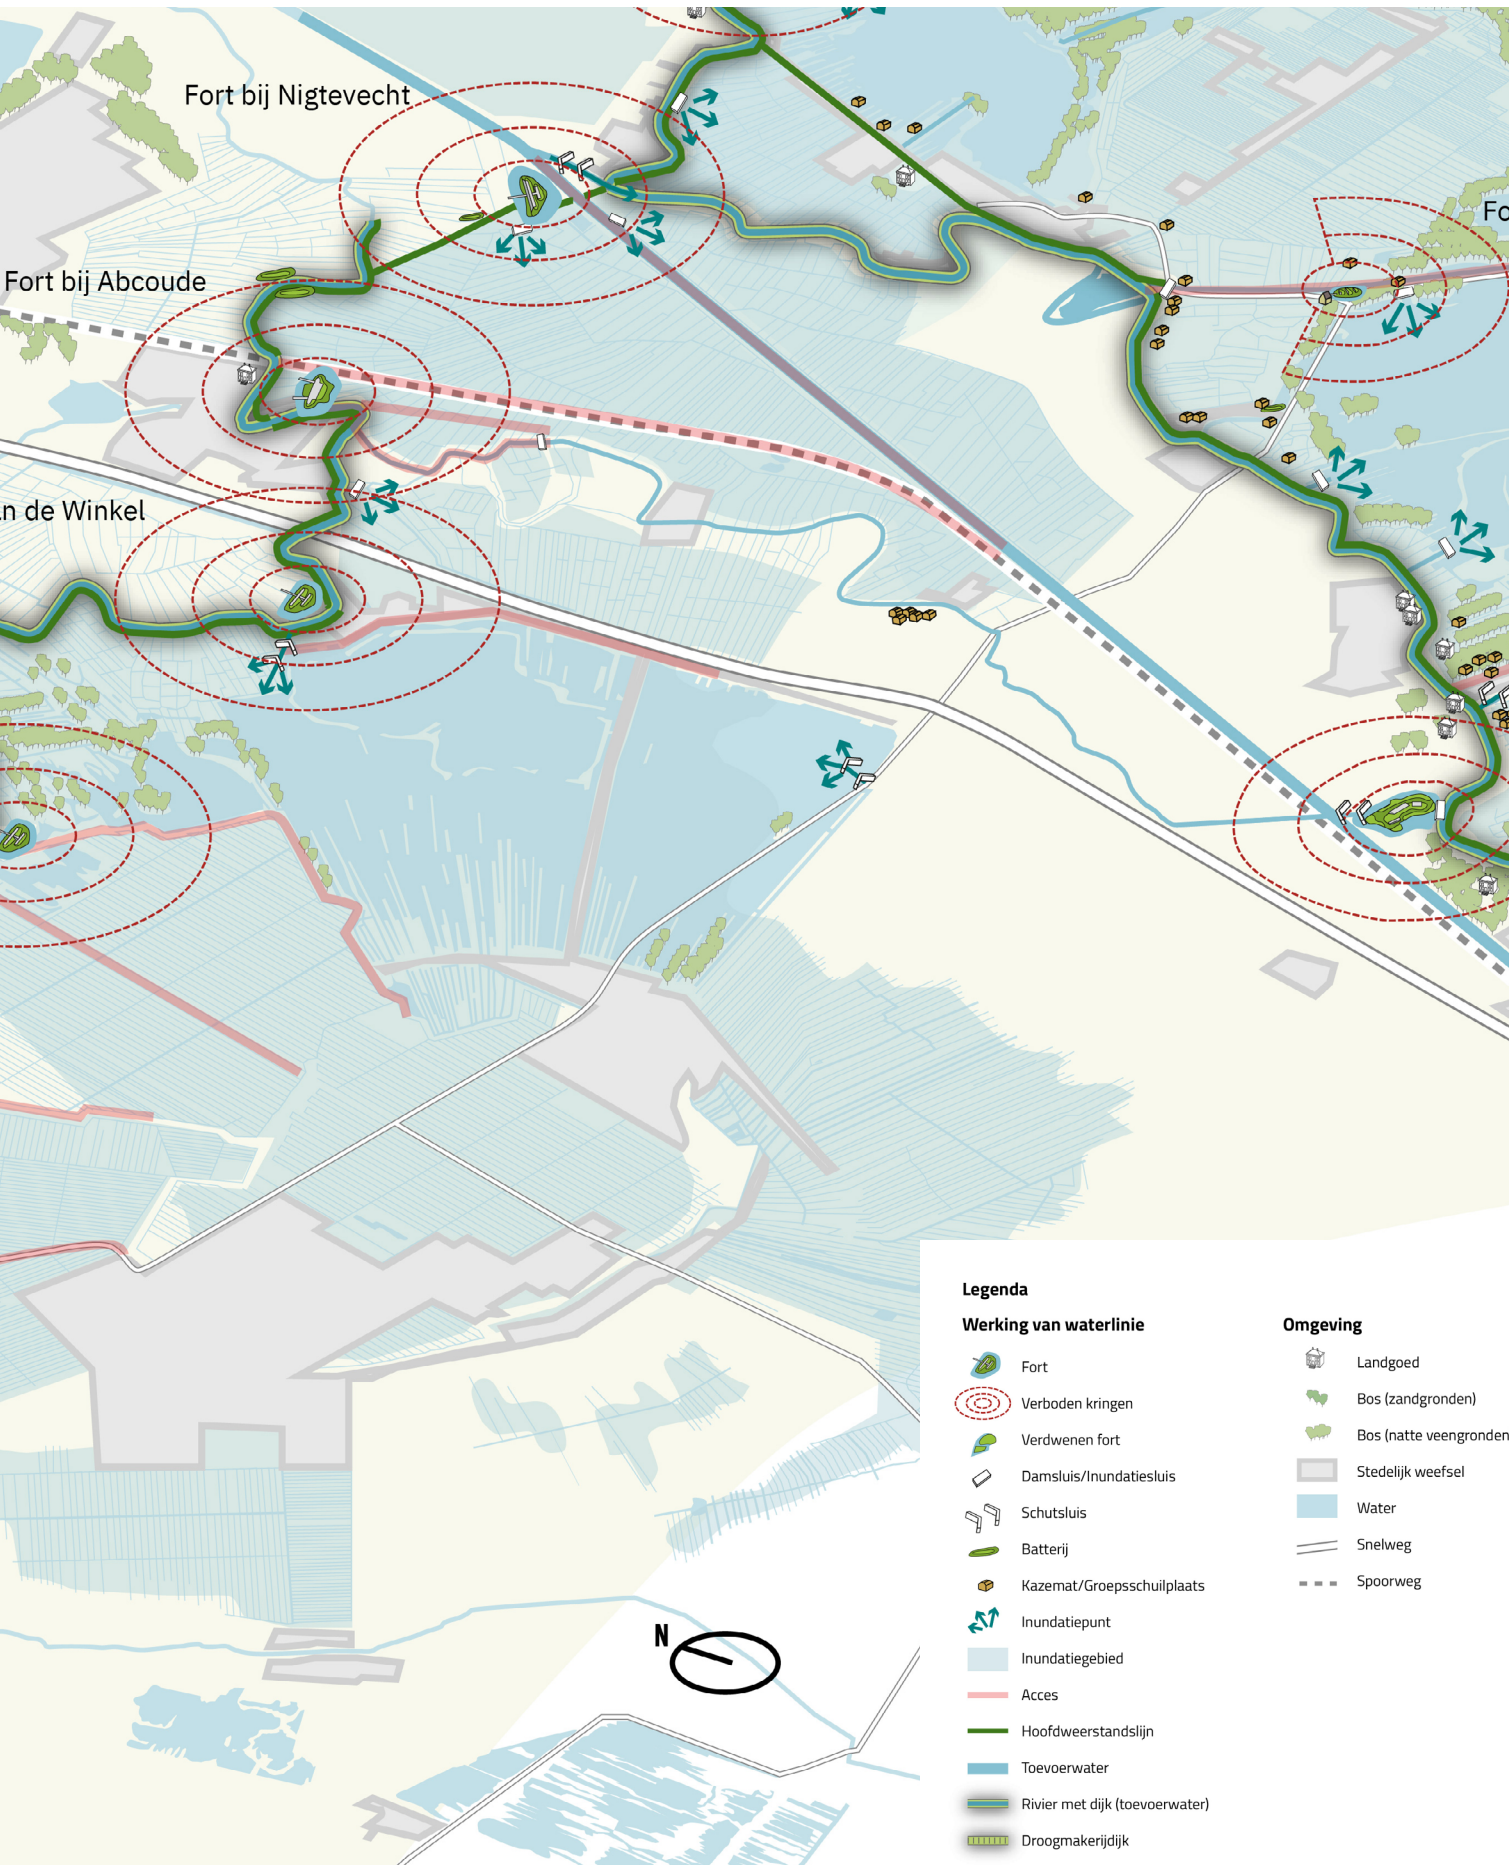 Fort bij Nigtevecht
Fo
Fort bij Abcoude
n de Winkel
N
Legenda
Werking van waterlinie
Fort
Verboden kringen
Verdwenen fort
Damsluis/Inundatiesluis
Schutsluis
Batterij
Kazemat/Groepsschuilplaats
Inundatiepunt
Inundatiegebied
Acces
Hoofdweerstandslijn
Toevoerwater
Rivier met dijk (toevoerwater)
Droogmakerijdijk
Omgeving
Landgoed
Bos (zandgronden)
Bos (natte veengronden
Stedelijk weefsel
Water
Snelweg
Spoorweg